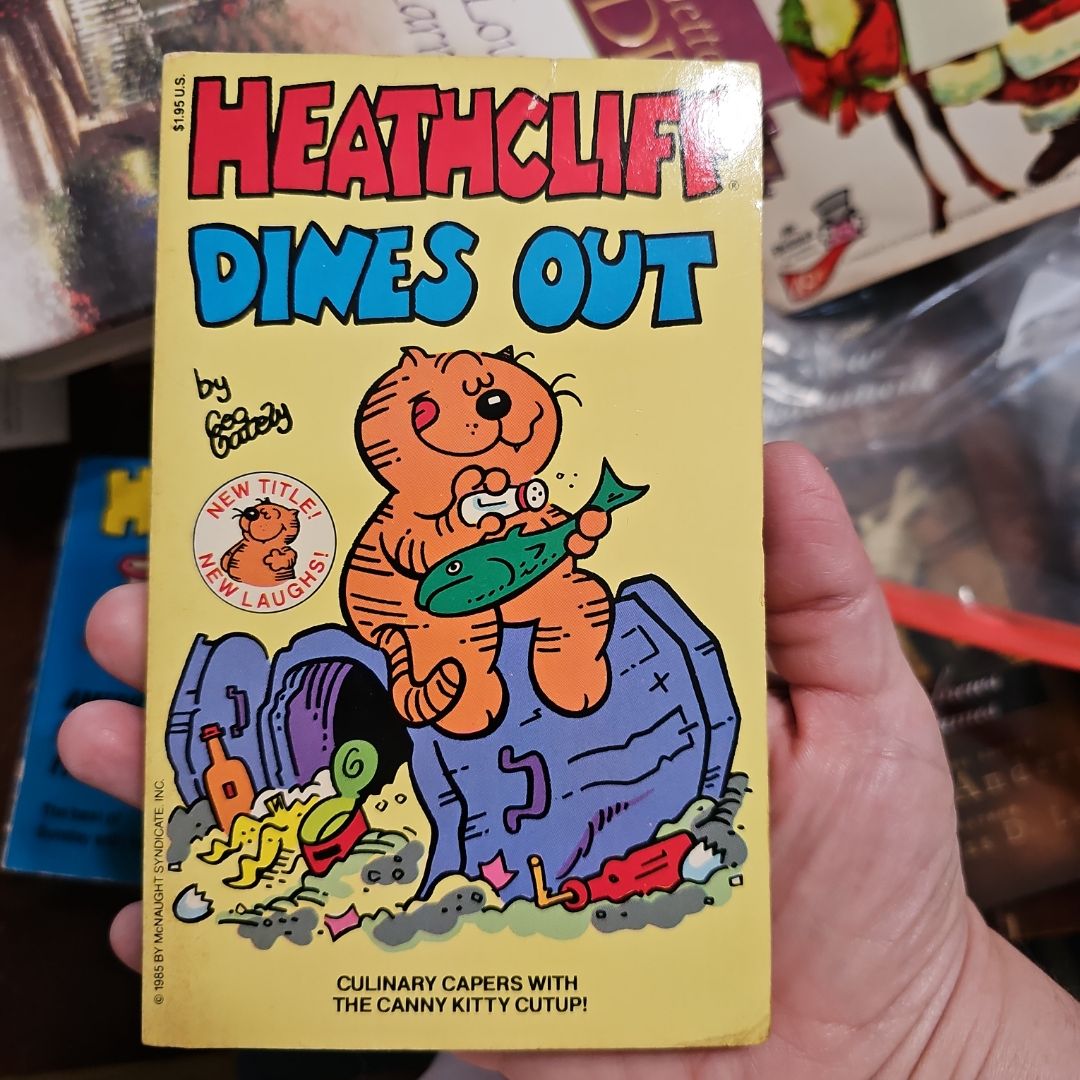 $1.95 U.S.
HEATHCLIFF®
DINES OUT
by
Geo
Gately
NEW TITLE!
NEW LAUGHS!
© 1985 BY McNAUGHT SYNDICATE. INC.
CULINARY CAPERS WITH
THE CANNY KITTY CUTUP!